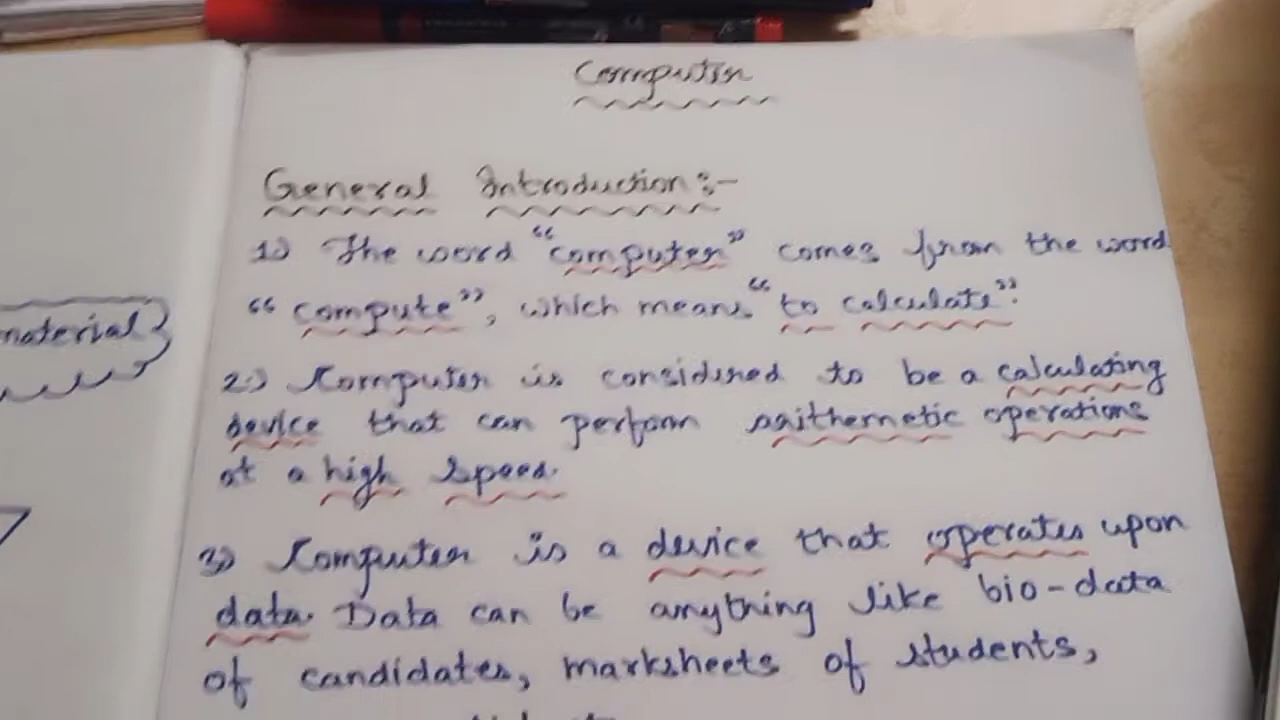 Computer
General Introduction:-
1) The word "computer" comes from the word
"compute", which means "to calculate".
2.) Computer is considered to be a calculating
device that can perform arithmetic operations
at a high speed.
3) Computer is a device that operates upon
data. Data can be anything like bio-data
of candidates, marksheets of students,
material